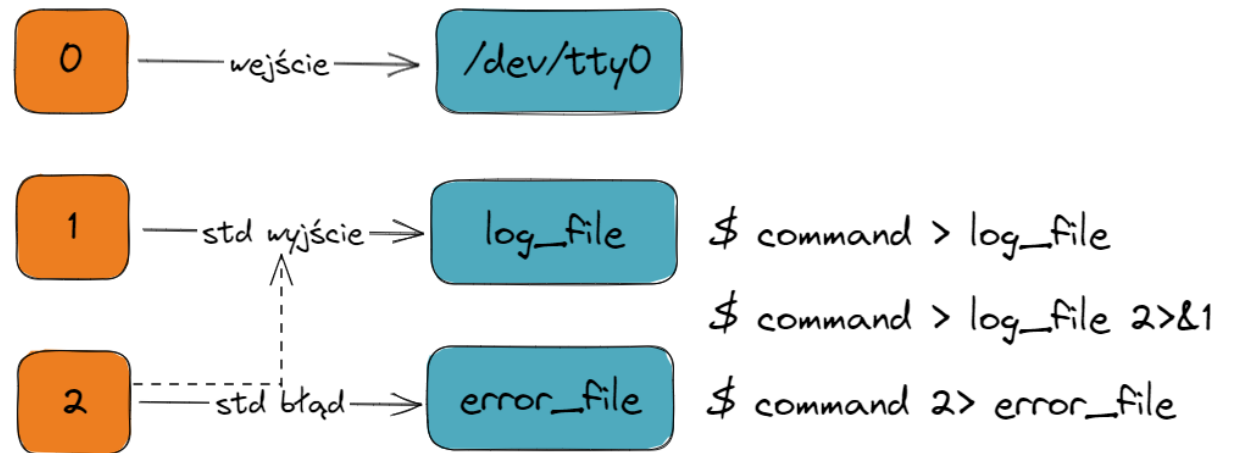 0 wejście /dev/tty0
1 std wyjście log_file $ command > log_file
$ command > log_file 2>&1
2 std błąd error_file $ command 2> error_file